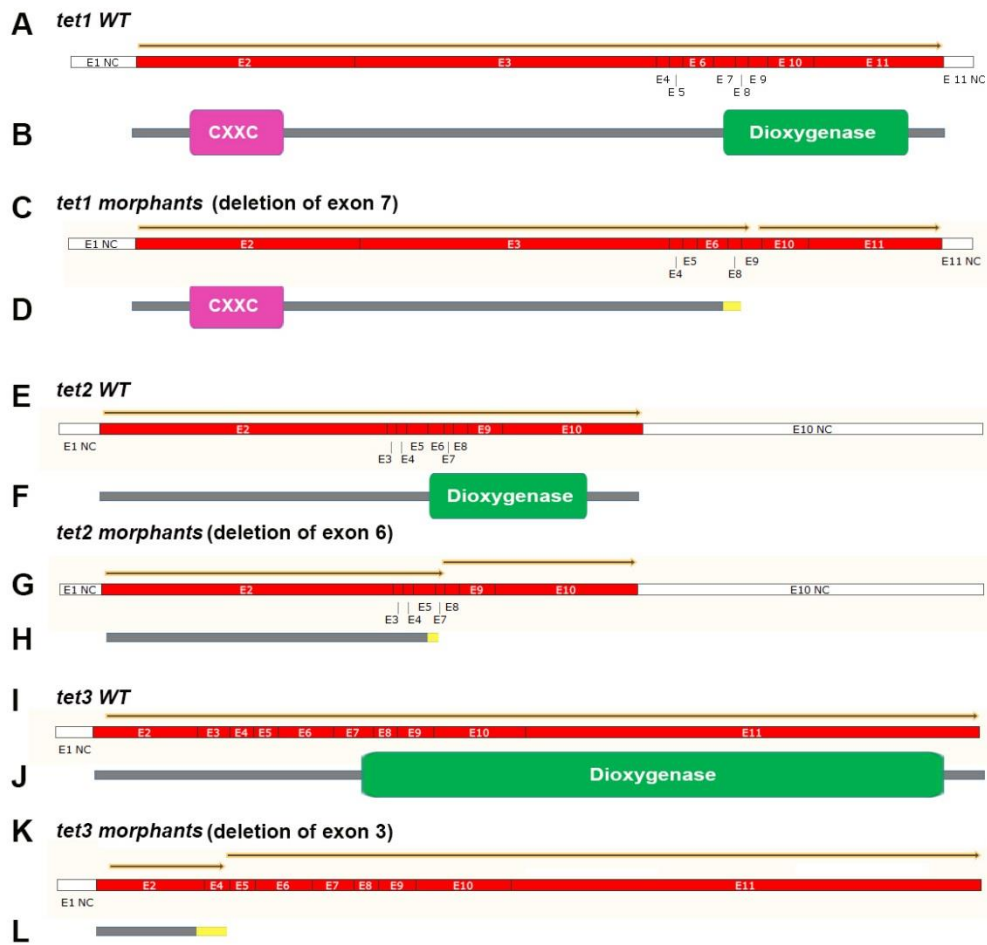 A tet1 WT
E1 NC E2 E3 E 6 E 10 E 11
E4 E 7 E 9 E 11 NC
E 5 E 8
B CXXC Dioxygenase
C tet1 morphants (deletion of exon 7)
E1 NC E2 E3 E6 E10 E11
E5 E9 E11 NC
E4 E8
D CXXC
E tet2 WT
E2 E9 E10
E1 NC E5 E6 E8 E10 NC
E3 E4 E7
F Dioxygenase
tet2 morphants (deletion of exon 6)
G E1 NC E2 E9 E10 E10 NC
E5 E8
E3 E4 E7
H
I tet3 WT
E2 E3 E4 E5 E6 E7 E8 E9 E10 E11
E1 NC
J Dioxygenase
K tet3 morphants (deletion of exon 3)
E2 E4 E5 E6 E7 E8 E9 E10 E11
E1 NC
L